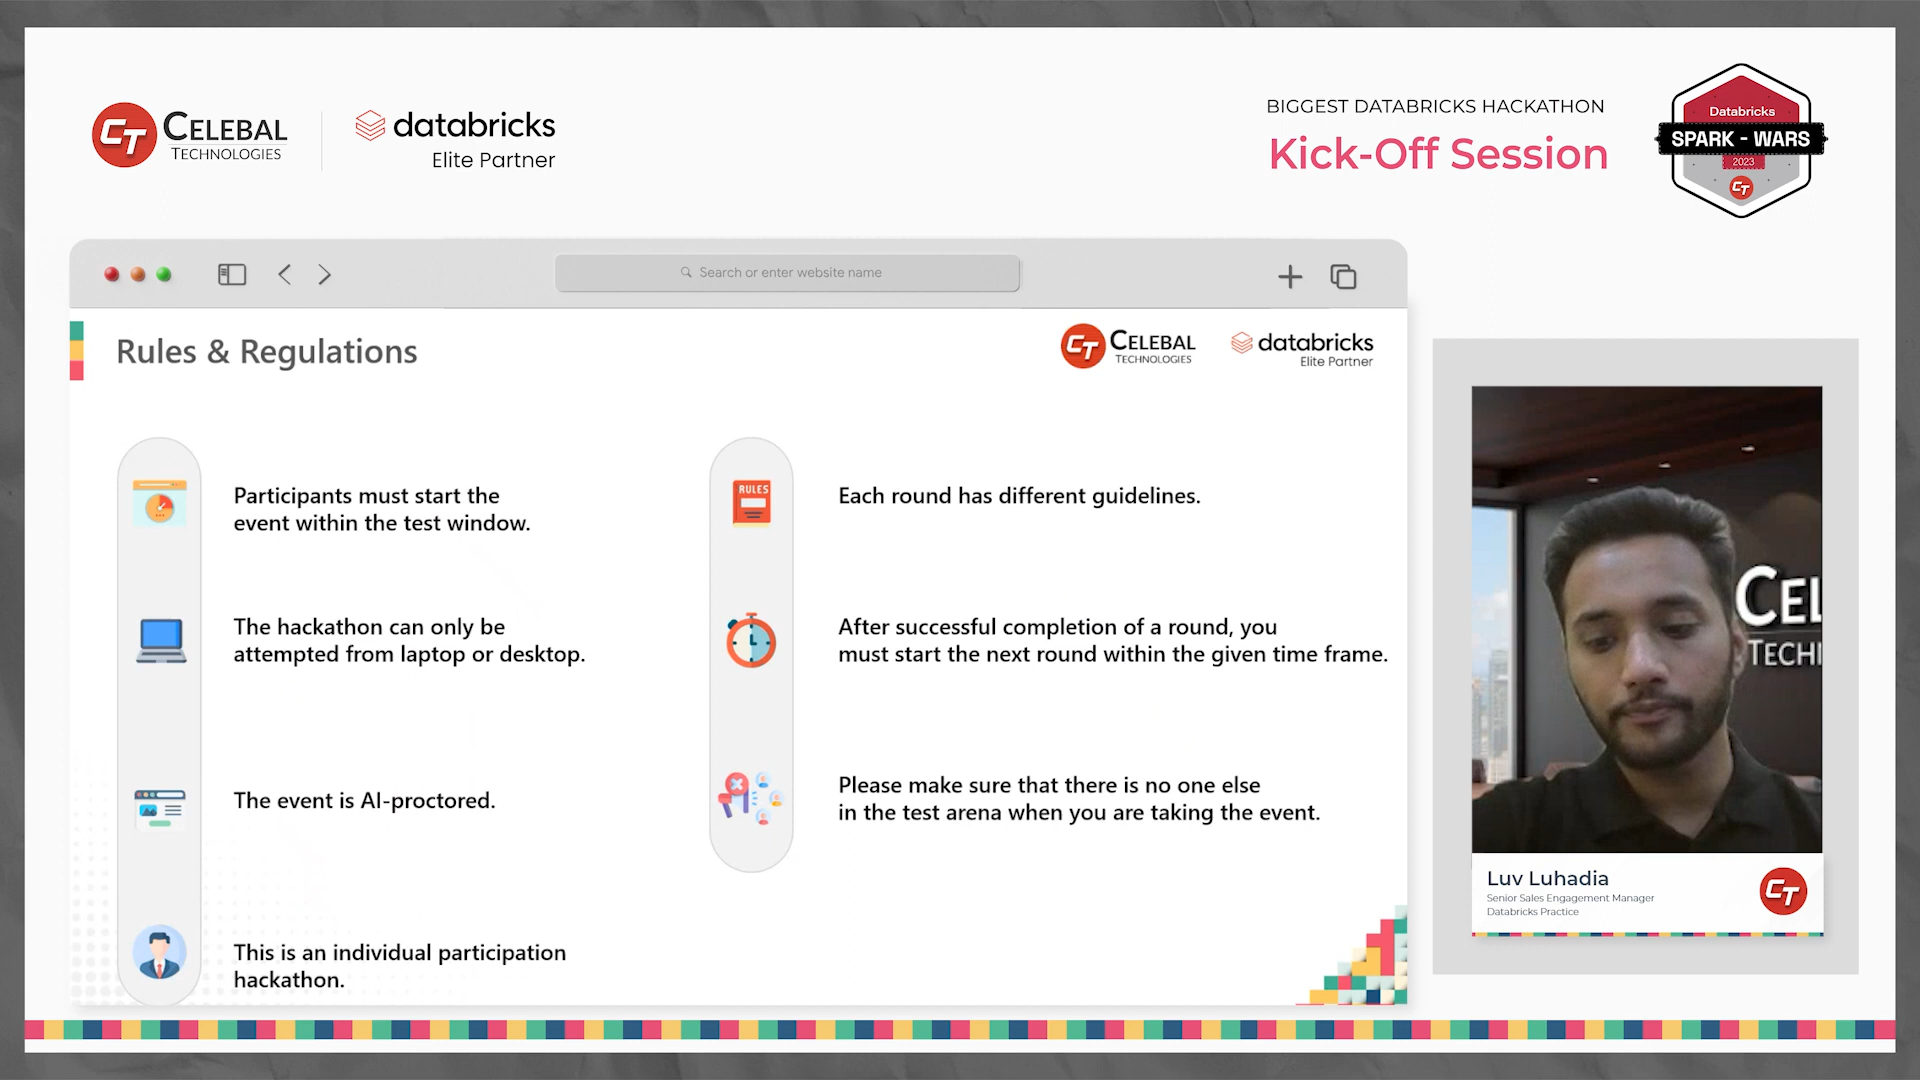 CT CELEBAL
TECHNOLOGIES
databricks
Elite Partner
BIGGEST DATABRICKS HACKATHON
Kick-Off Session
Databricks
SPARK - WARS
2023
CT
Search or enter website name
Rules & Regulations
CT CELEBAL
TECHNOLOGIES
databricks
Elite Partner
Participants must start the
event within the test window.
The hackathon can only be
attempted from laptop or desktop.
The event is AI-proctored.
This is an individual participation
hackathon.
RULES
Each round has different guidelines.
After successful completion of a round, you
must start the next round within the given time frame.
Please make sure that there is no one else
in the test arena when you are taking the event.
CEL
TECHI
Luv Luhadia
Senior Sales Engagement Manager
Databricks Practice
CT